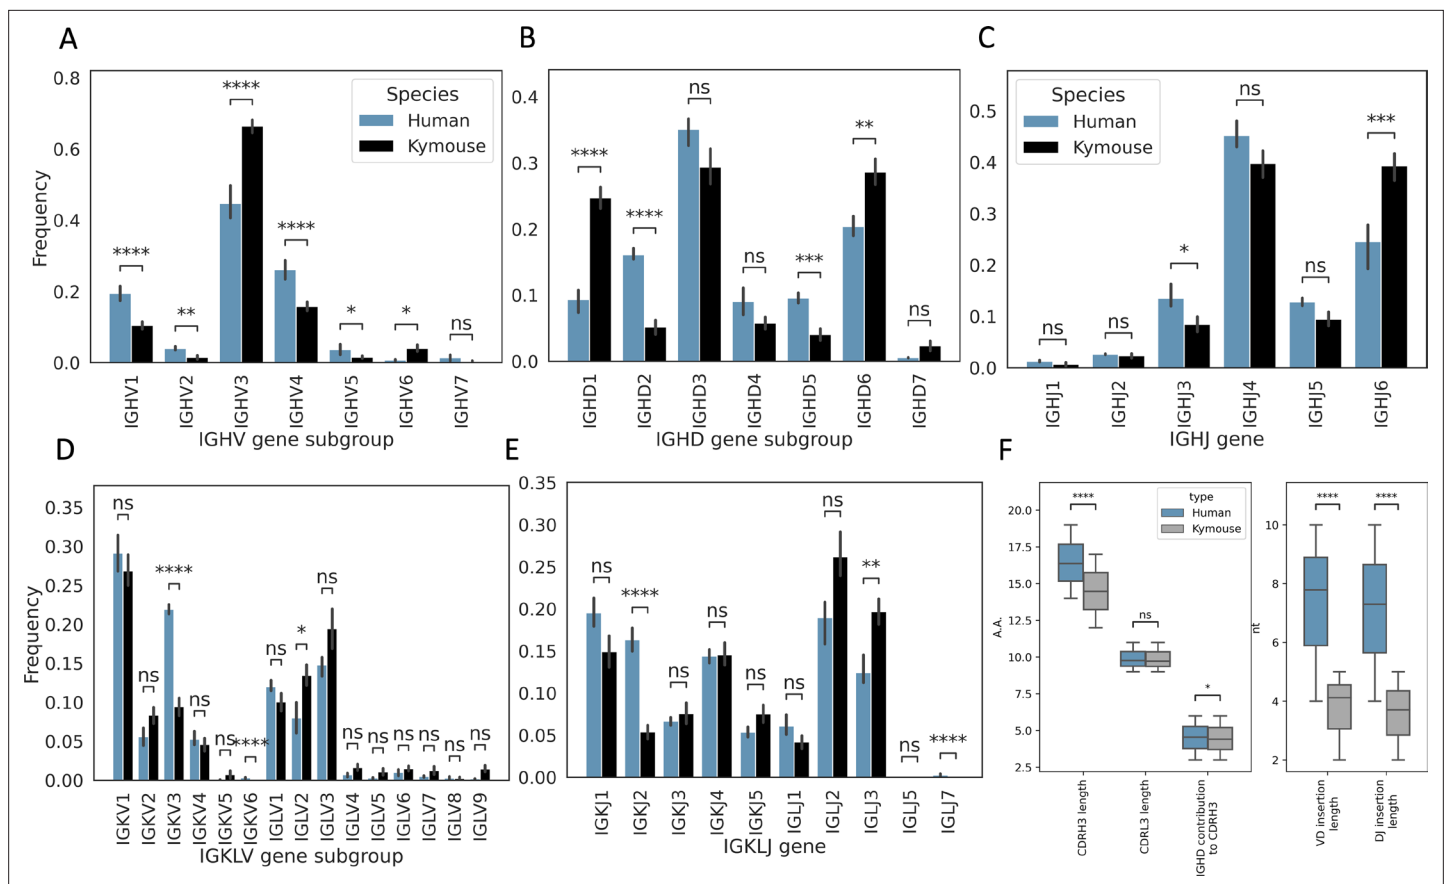 A
0.8
0.6
0.4
0.2
0.0
Frequency
Species
Human
Kymouse
****
**
****
****
*
*
ns
IGHV1
IGHV2
IGHV3
IGHV4
IGHV5
IGHV6
IGHV7
IGHV gene subgroup
B
0.4
0.3
0.2
0.1
0.0
****
****
ns
ns
***
**
ns
IGHD1
IGHD2
IGHD3
IGHD4
IGHD5
IGHD6
IGHD7
IGHD gene subgroup
C
0.5
0.4
0.3
0.2
0.1
0.0
Species
Human
Kymouse
ns
ns
*
ns
ns
***
IGHJ1
IGHJ2
IGHJ3
IGHJ4
IGHJ5
IGHJ6
IGHJ gene
D
0.35
0.30
0.25
0.20
0.15
0.10
0.05
0.00
Frequency
ns
ns
****
ns
ns
****
ns
*
ns
ns
ns
ns
ns
ns
ns
IGKV1
IGKV2
IGKV3
IGKV4
IGKV5
IGKV6
IGLV1
IGLV2
IGLV3
IGLV4
IGLV5
IGLV6
IGLV7
IGLV8
IGLV9
IGKLV gene subgroup
E
0.35
0.30
0.25
0.20
0.15
0.10
0.05
0.00
ns
****
ns
ns
ns
ns
ns
**
ns
****
IGKJ1
IGKJ2
IGKJ3
IGKJ4
IGKJ5
IGLJ1
IGLJ2
IGLJ3
IGLJ5
IGLJ7
IGKLJ gene
F
20.0
17.5
15.0
12.5
10.0
7.5
5.0
2.5
A.A.
type
Human
Kymouse
****
ns
*
CDRH3 length
CDRL3 length
IGHD contribution
to CDRH3
10
8
6
4
2
nt
****
****
VD insertion
length
DJ insertion
length